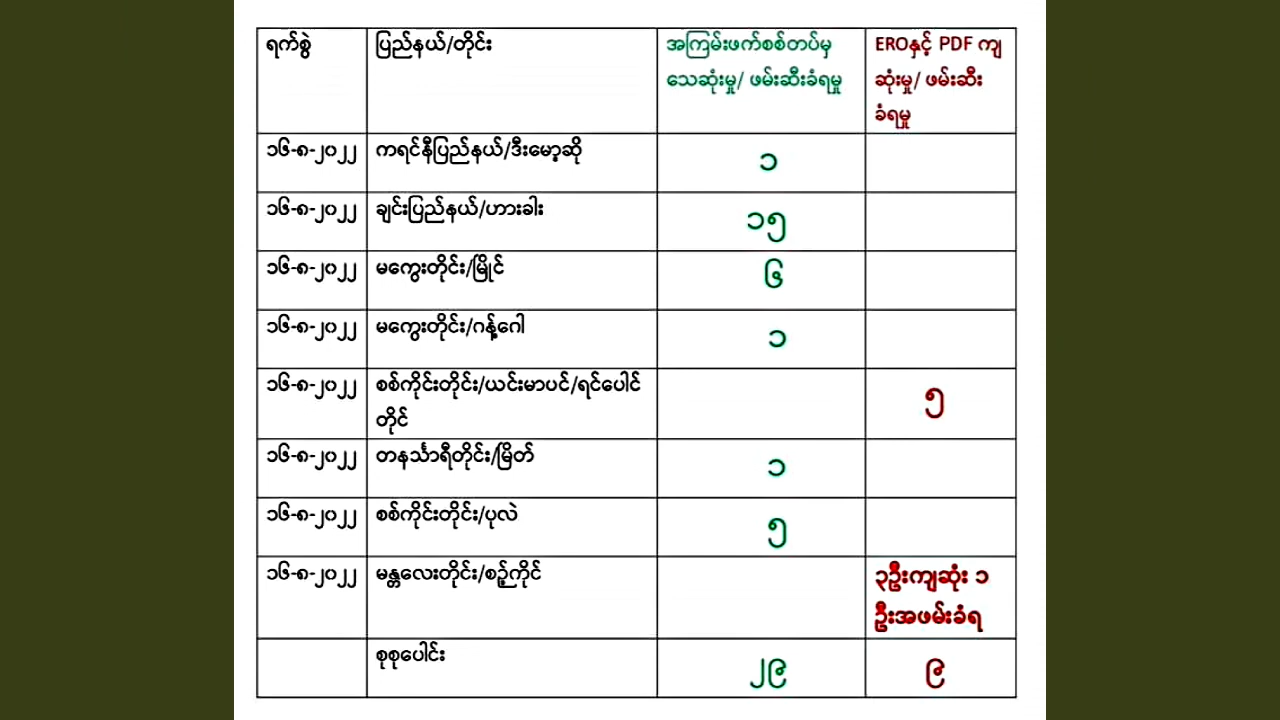 ရက်စွဲ ပြည်နယ်/တိုင်း အကြမ်းဖက်စစ်တပ်မှ EROနှင့် PDF ကျ
သေဆုံးမှု/ ဖမ်းဆီးခံရမှု ဆုံးမှု/ ဖမ်းဆီး
ခံရမှု
၁၆-၈-၂၀၂၂ ကရင်နီပြည်နယ်/ဒီးမော့ဆို ၁
၁၆-၈-၂၀၂၂ ချင်းပြည်နယ်/ဟားခါး ၁၅
၁၆-၈-၂၀၂၂ မကွေးတိုင်း/မြိုင် ၆
၁၆-၈-၂၀၂၂ မကွေးတိုင်း/ဂန့်ဂေါ ၁
၁၆-၈-၂၀၂၂ စစ်ကိုင်းတိုင်း/ယင်းမာပင်/ရင်ပေါင် ၅
တိုင်
၁၆-၈-၂၀၂၂ တနင်္သာရီတိုင်း/မြိတ် ၁
၁၆-၈-၂၀၂၂ စစ်ကိုင်းတိုင်း/ပုလဲ ၅
၁၆-၈-၂၀၂၂ မန္တလေးတိုင်း/စဉ့်ကိုင် ၃ဦးကျဆုံး ၁
ဦးအဖမ်းခံရ
စုစုပေါင်း ၂၉ ၉